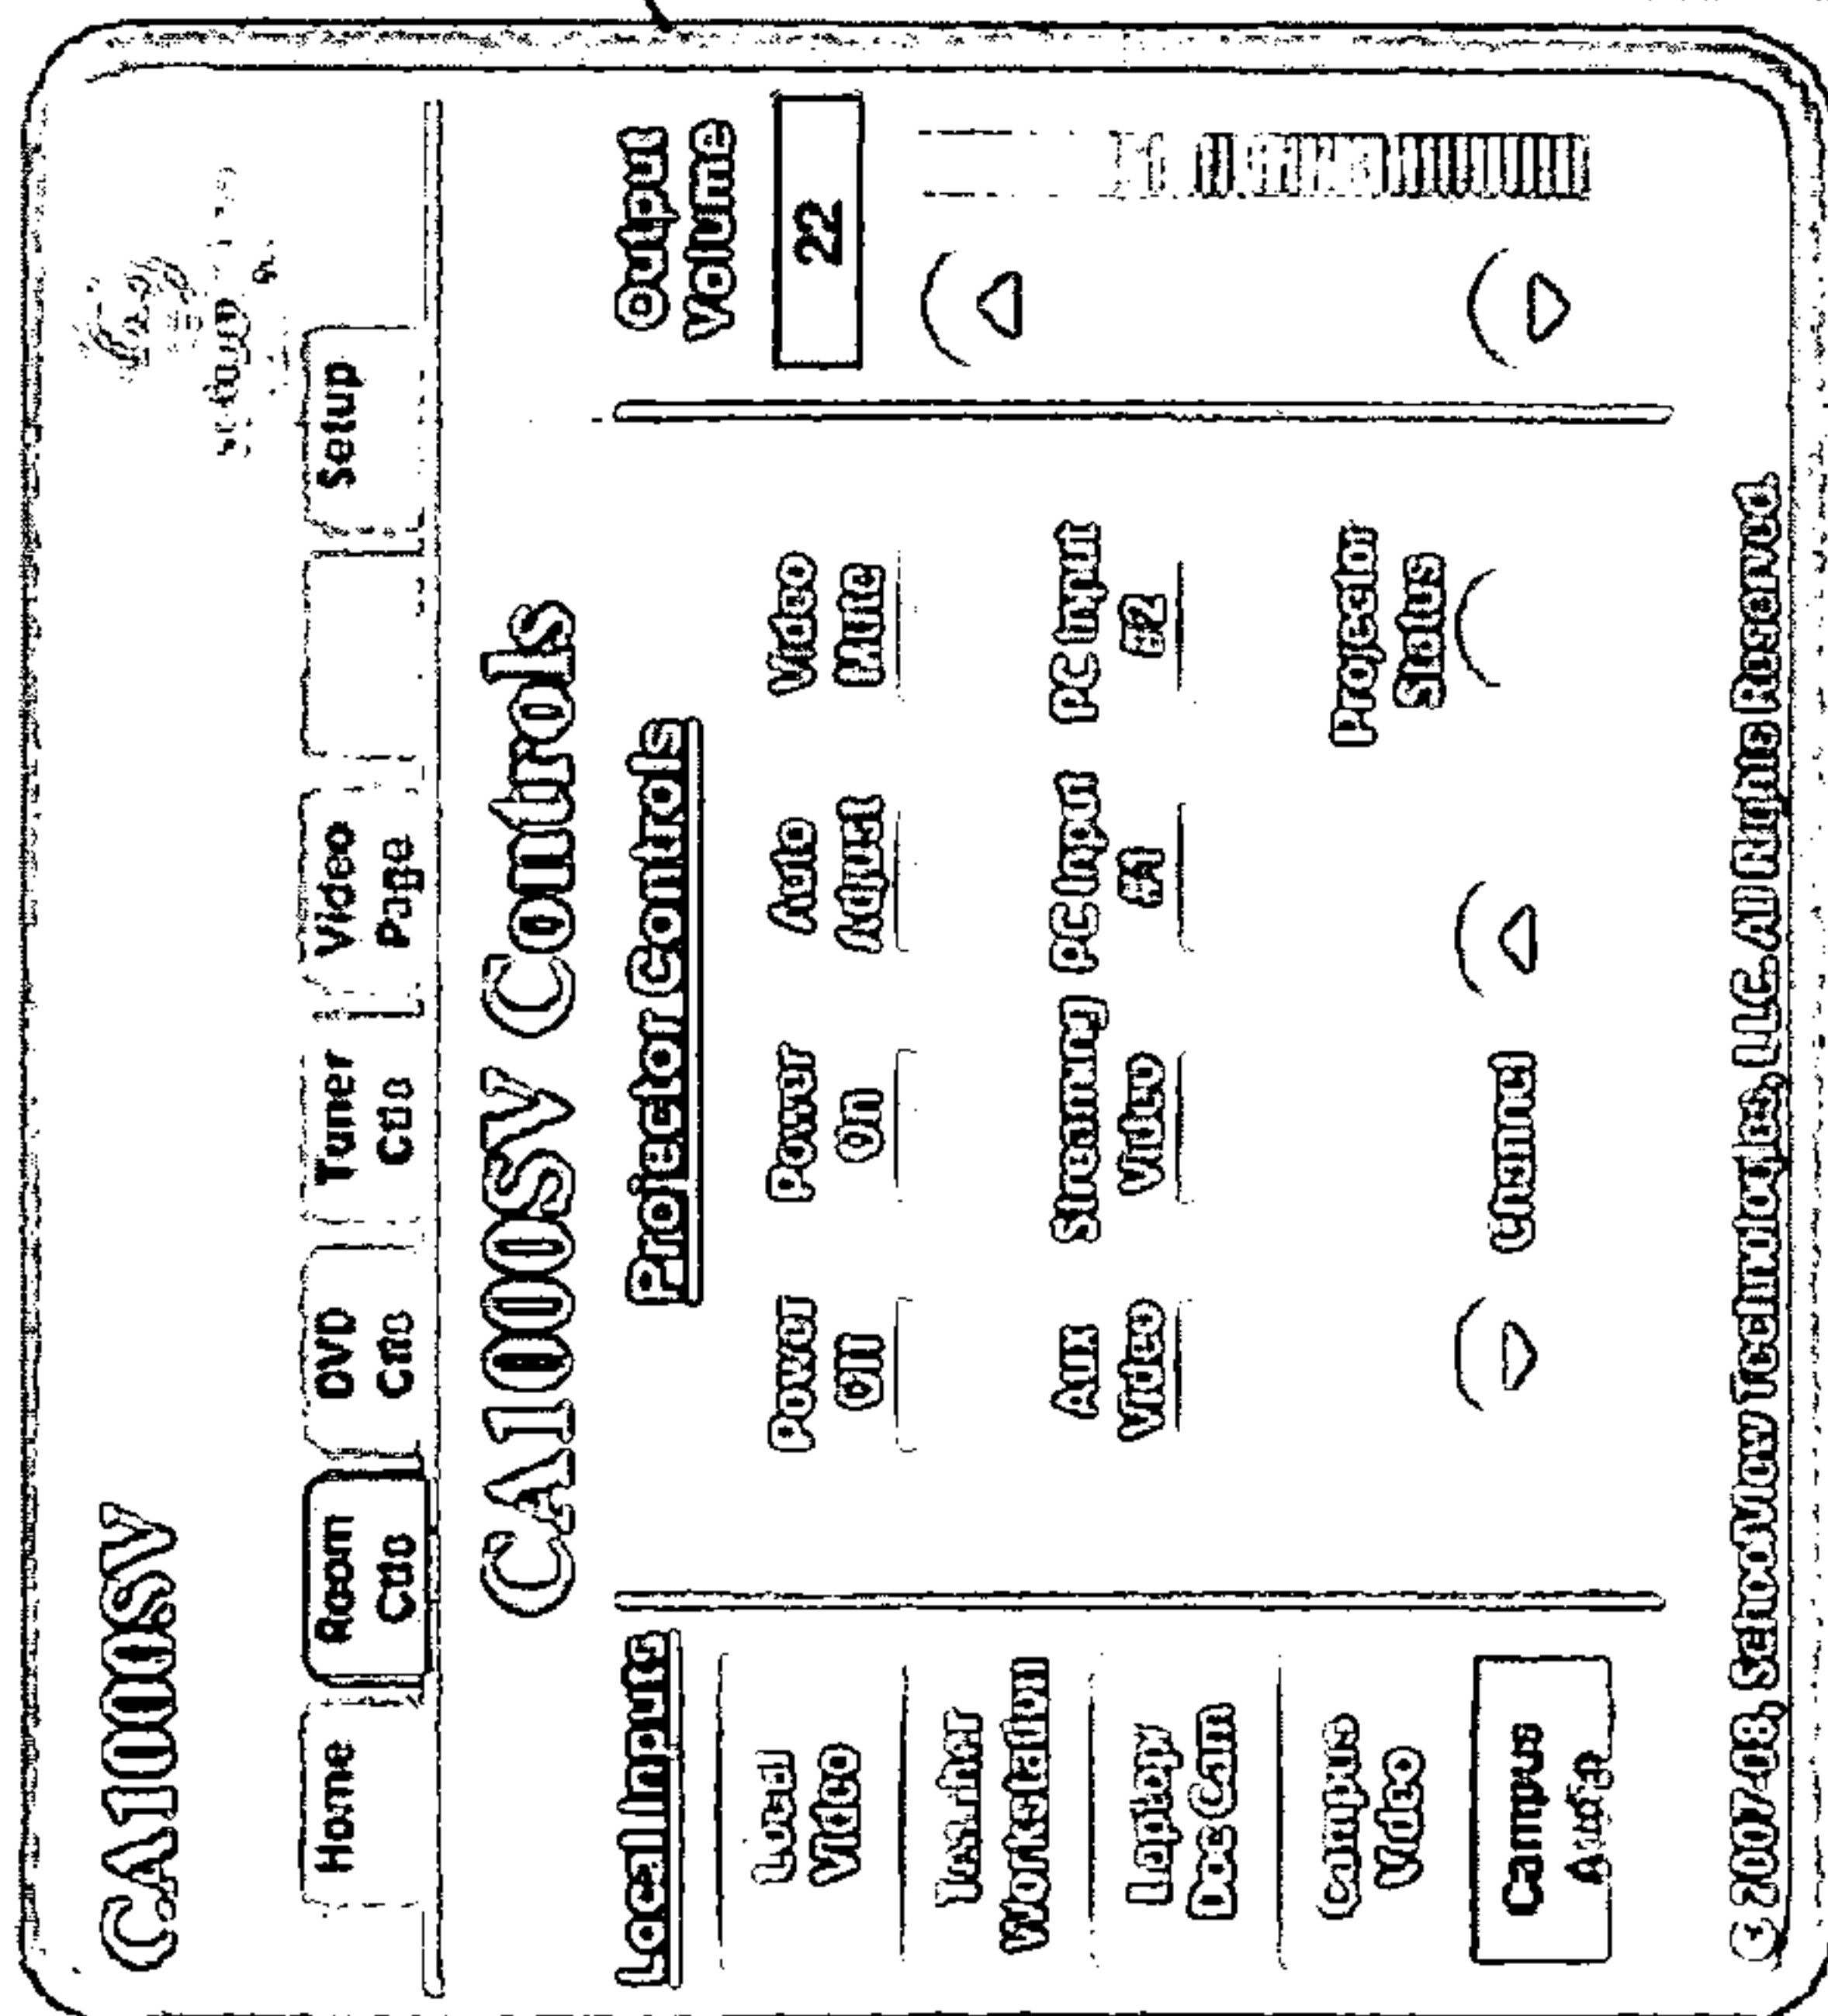 CA1000SV
Home
Room
Ctls
DVD
Ctls
Tuner
Ctls
Video
Page
Setup
CA1000SV Controls
Local Inputs
Local
Video
Teacher
Workstation
Laptop/
Doc Cam
Campus
Video
Campus
Audio
Projector Controls
Power
Off
Power
On
Auto
Adjust
Video
Mute
Aux
Video
Streaming
Video
PC Input
#1
PC Input
#2
Channel
Projector
Status
Output
Volume
22
© 2007-08, SchoolView Technologies, LLC. All Rights Reserved.